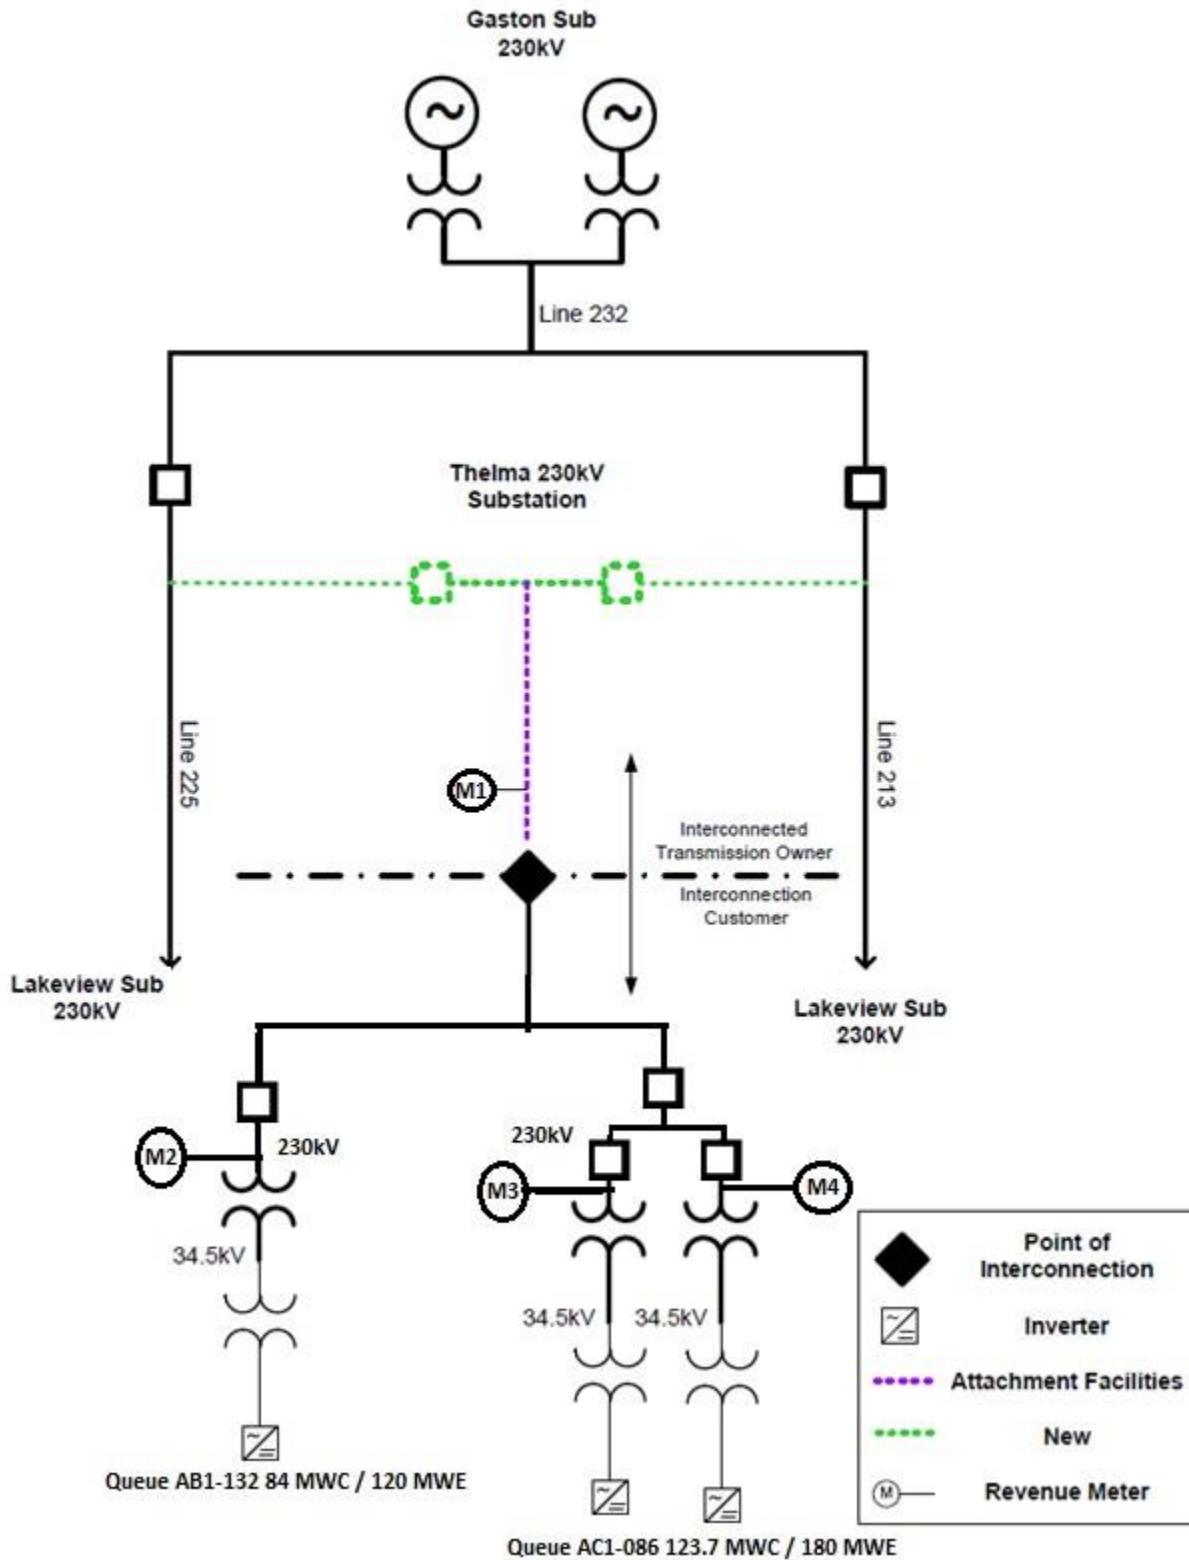 Gaston Sub
230kV
Line 232
Thelma 230kV
Substation
Line 225
Line 213
M1
Interconnected
Transmission Owner
Interconnection
Customer
Lakeview Sub
230kV
Lakeview Sub
230kV
M2
230kV
230kV
M3
M4
34.5kV
34.5kV
34.5kV
Queue AB1-132 84 MWC / 120 MWE
Queue AC1-086 123.7 MWC / 180 MWE
Point of
Interconnection
Inverter
Attachment Facilities
New
M
Revenue Meter